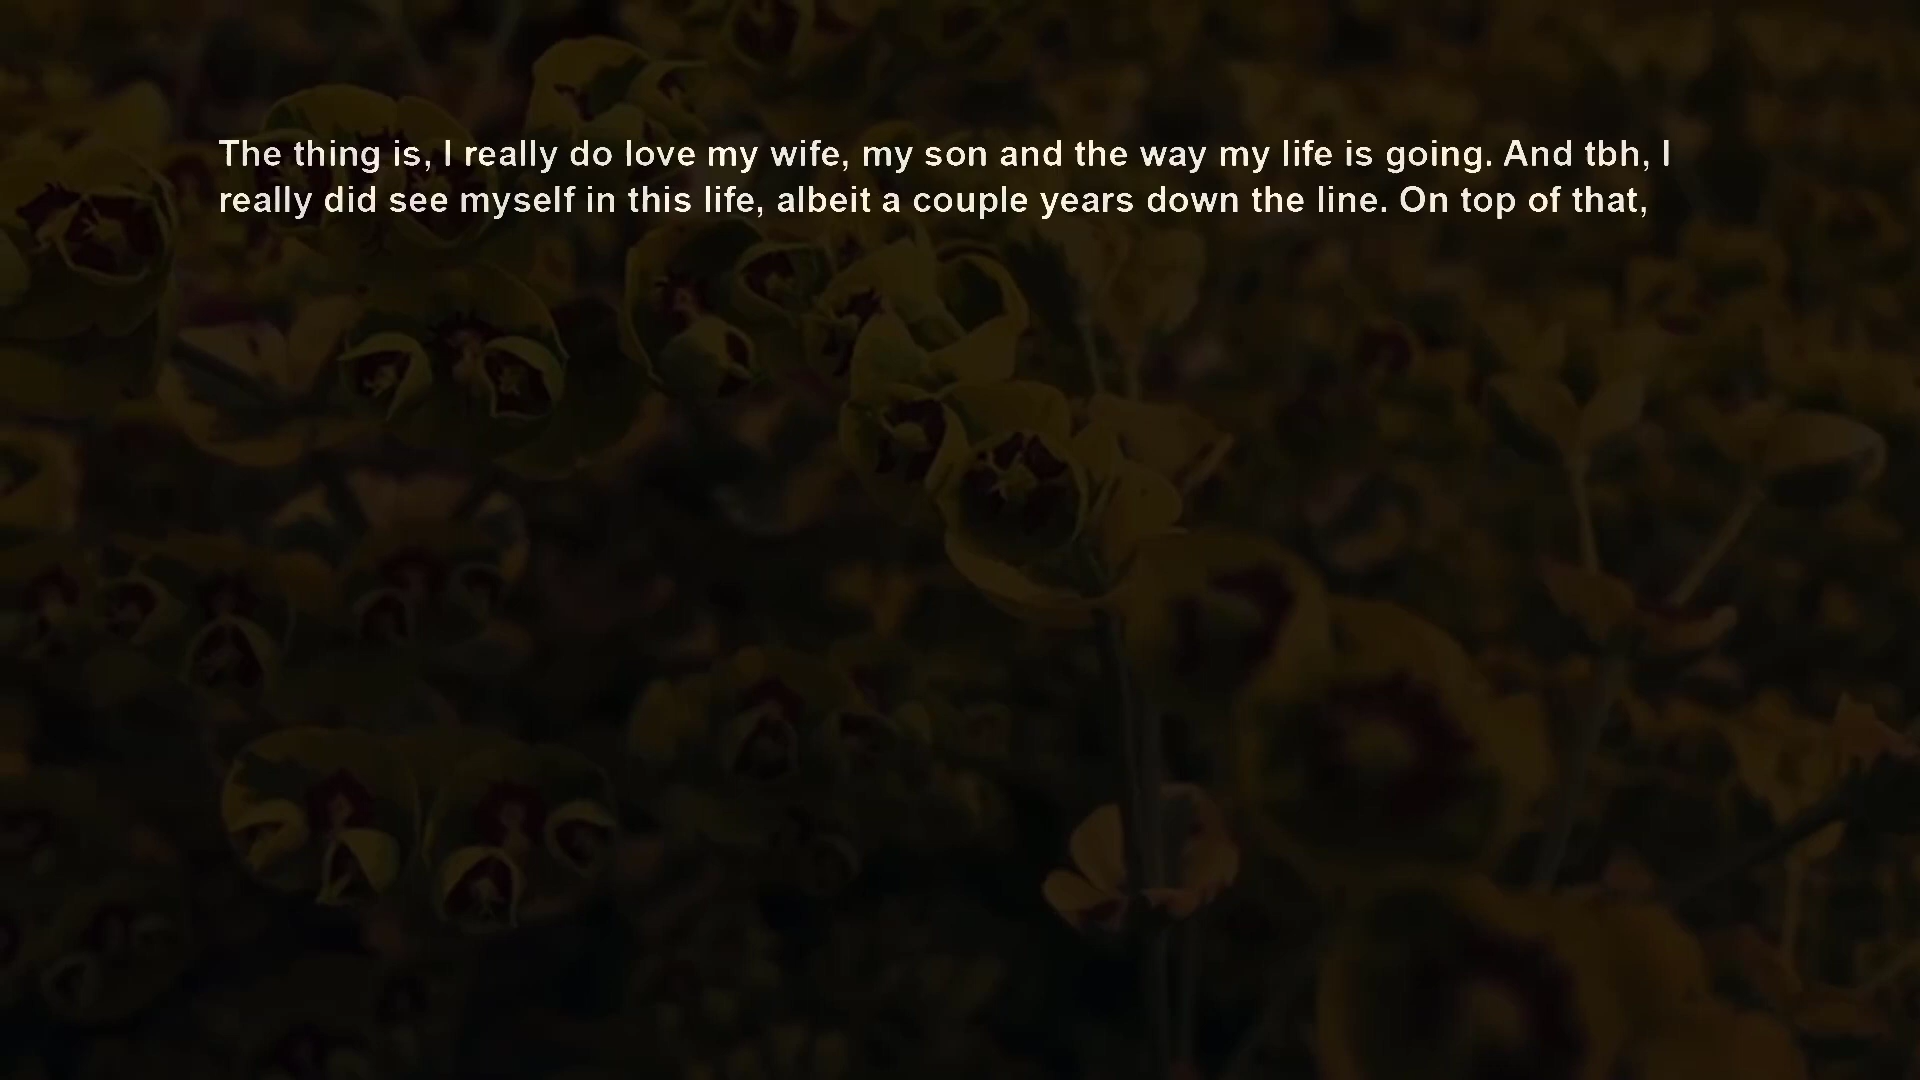 The thing is, I really do love my wife, my son and the way my life is going. And tbh, I
really did see myself in this life, albeit a couple years down the line. On top of that,